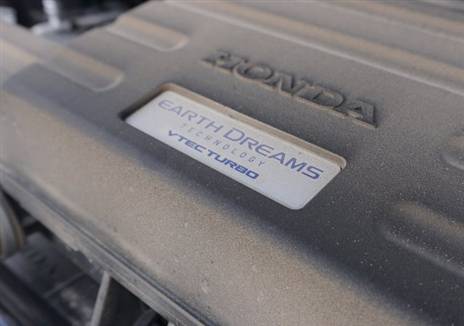 HONDA
EARTH DREAMS
TECHNOLOGY
VTEC TURBO